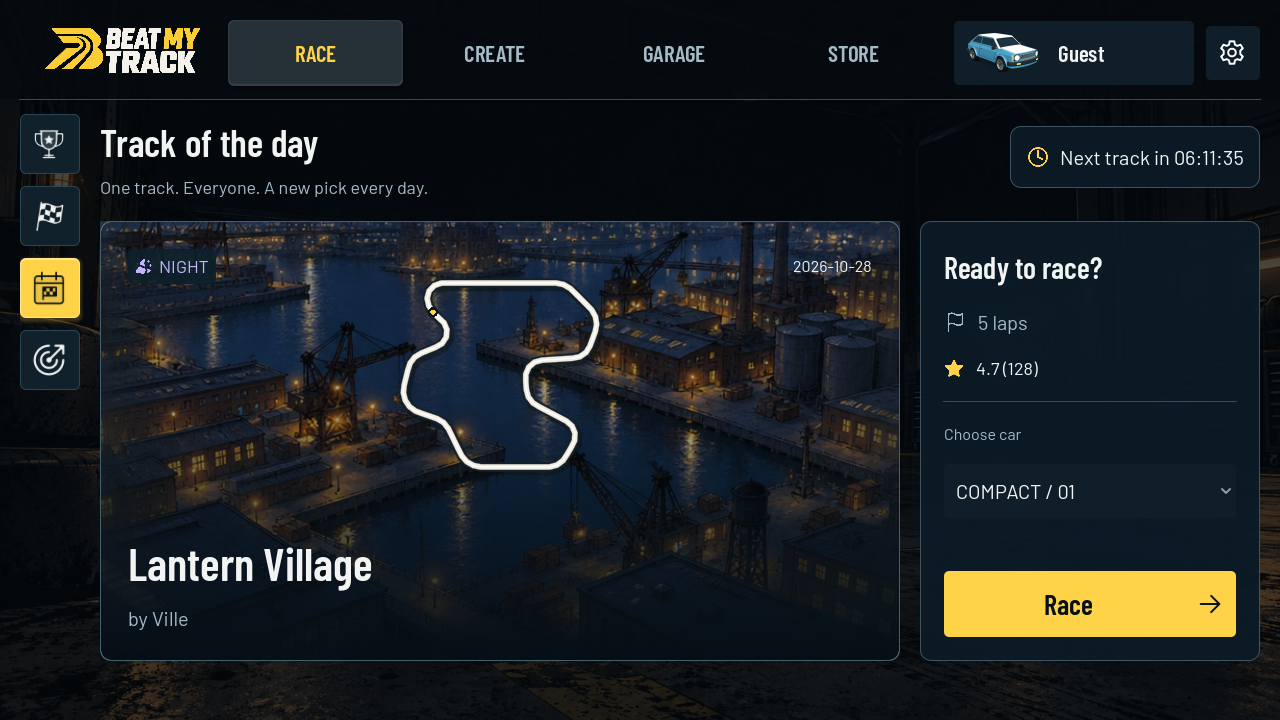 BEAT MY TRACK
RACE
CREATE
GARAGE
STORE
Guest
Track of the day
One track. Everyone. A new pick every day.
Next track in 06:11:35
NIGHT
2026-10-28
Lantern Village
by Ville
Ready to race?
5 laps
4.7 (128)
Choose car
COMPACT / 01
Race